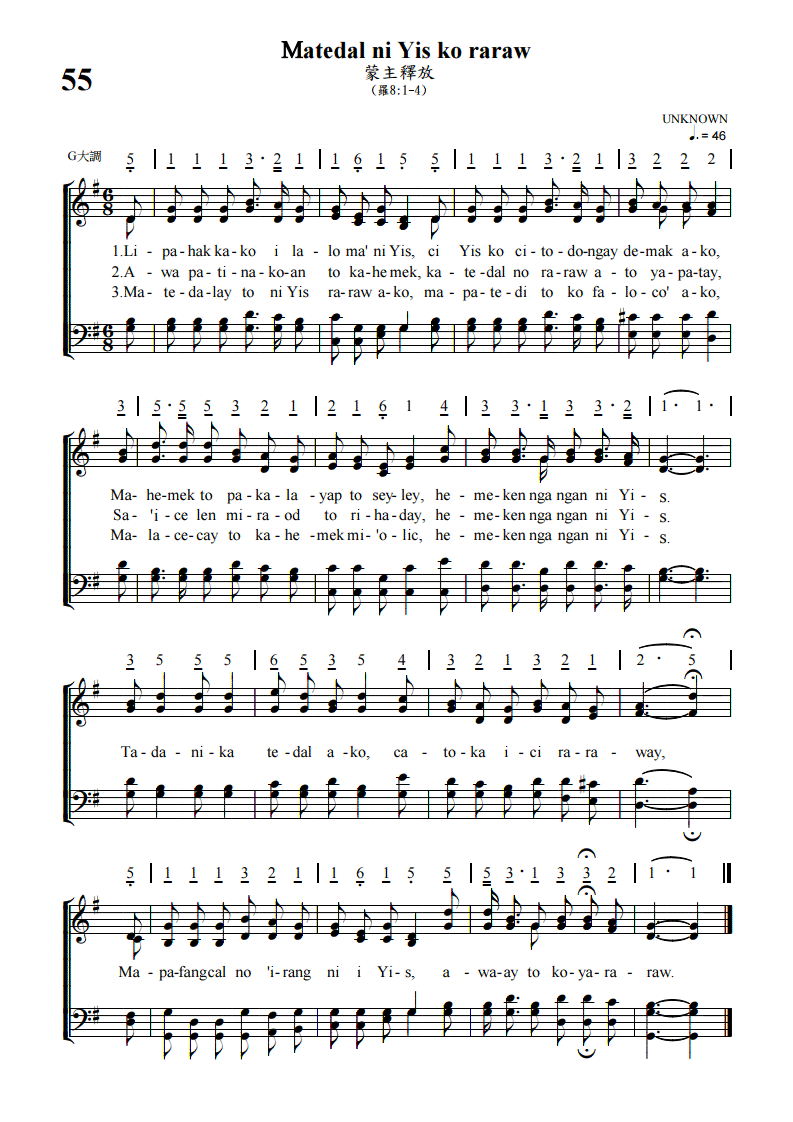 Matedal ni Yis ko raraw
55
蒙主釋放
(羅8:1-4)
UNKNOWN
♩. = 46
G大調 5 | 1 1 1 3 · 2 1 | 1 6 1 5 5 | 1 1 1 3 · 2 1 | 3 2 2 2 |
1.Li - pahak kako i la - lo ma' ni Yis, ci Yis ko ci - to - do-ngay de-mak a-ko,
2.A - wa pa - ti - na - ko-an to ka-he mek, ka - te-dal no ra-raw a - to ya-pa-tay,
3.Ma - te - da-lay to ni Yis ra-raw a-ko, ma - pa - te-di to ko fa - lo-co' a-ko,
3 | 5 · 5 5 3 2 1 | 2 1 6 1 4 | 3 3 · 1 3 3 · 2 | 1 · 1 · |
Ma-he-mek to pa-ka-la-yap to sey-ley, he-me-ken nga ngan ni Yi - s.
Sa-'i-ce len mi-ra-od to ri-ha-day, he-me-ken nga ngan ni Yi - s.
Ma-la-ce-cay to ka-he-mek mi-'o-lic, he-me-ken nga ngan ni Yi - s.
3 5 5 5 | 6 5 3 5 4 | 3 2 1 3 2 1 | 2 · 5 |
Ta-da-ni-ka te-dal a-ko, ca-to-ka i-ci ra-ra-way,
5 | 1 1 1 3 2 1 | 1 6 1 5 5 | 5 3 · 1 3 3 2 | 1 · 1
Ma-pa-fangcal no 'i-rang ni i Yi-s, a-wa-ay to ko-ya-ra-raw.